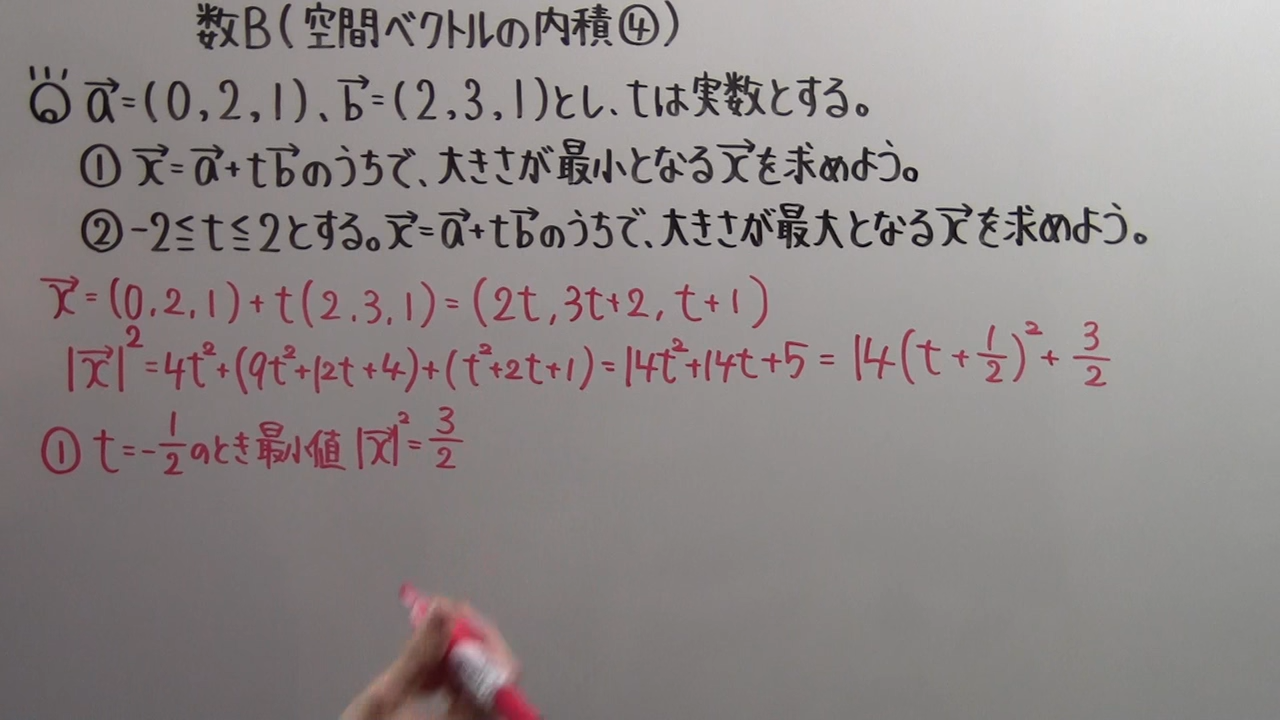 数B(空間ベクトルの内積④)
a⃗=(0,2,1)、b⃗=(2,3,1)とし、tは実数とする。
① x⃗=a⃗+tb⃗のうちで、大きさが最小となるx⃗を求めよう。
② -2≦t≦2とする。x⃗=a⃗+tb⃗のうちで、大きさが最大となるx⃗を求めよう。
x⃗=(0.2.1)+t(2.3.1)=(2t,3t+2,t+1)
|x⃗|²=4t²+(9t²+12t+4)+(t²+2t+1)=14t²+14t+5=14(t+1/2)²+3/2
① t=-1/2のとき最小値 |x⃗|²=3/2